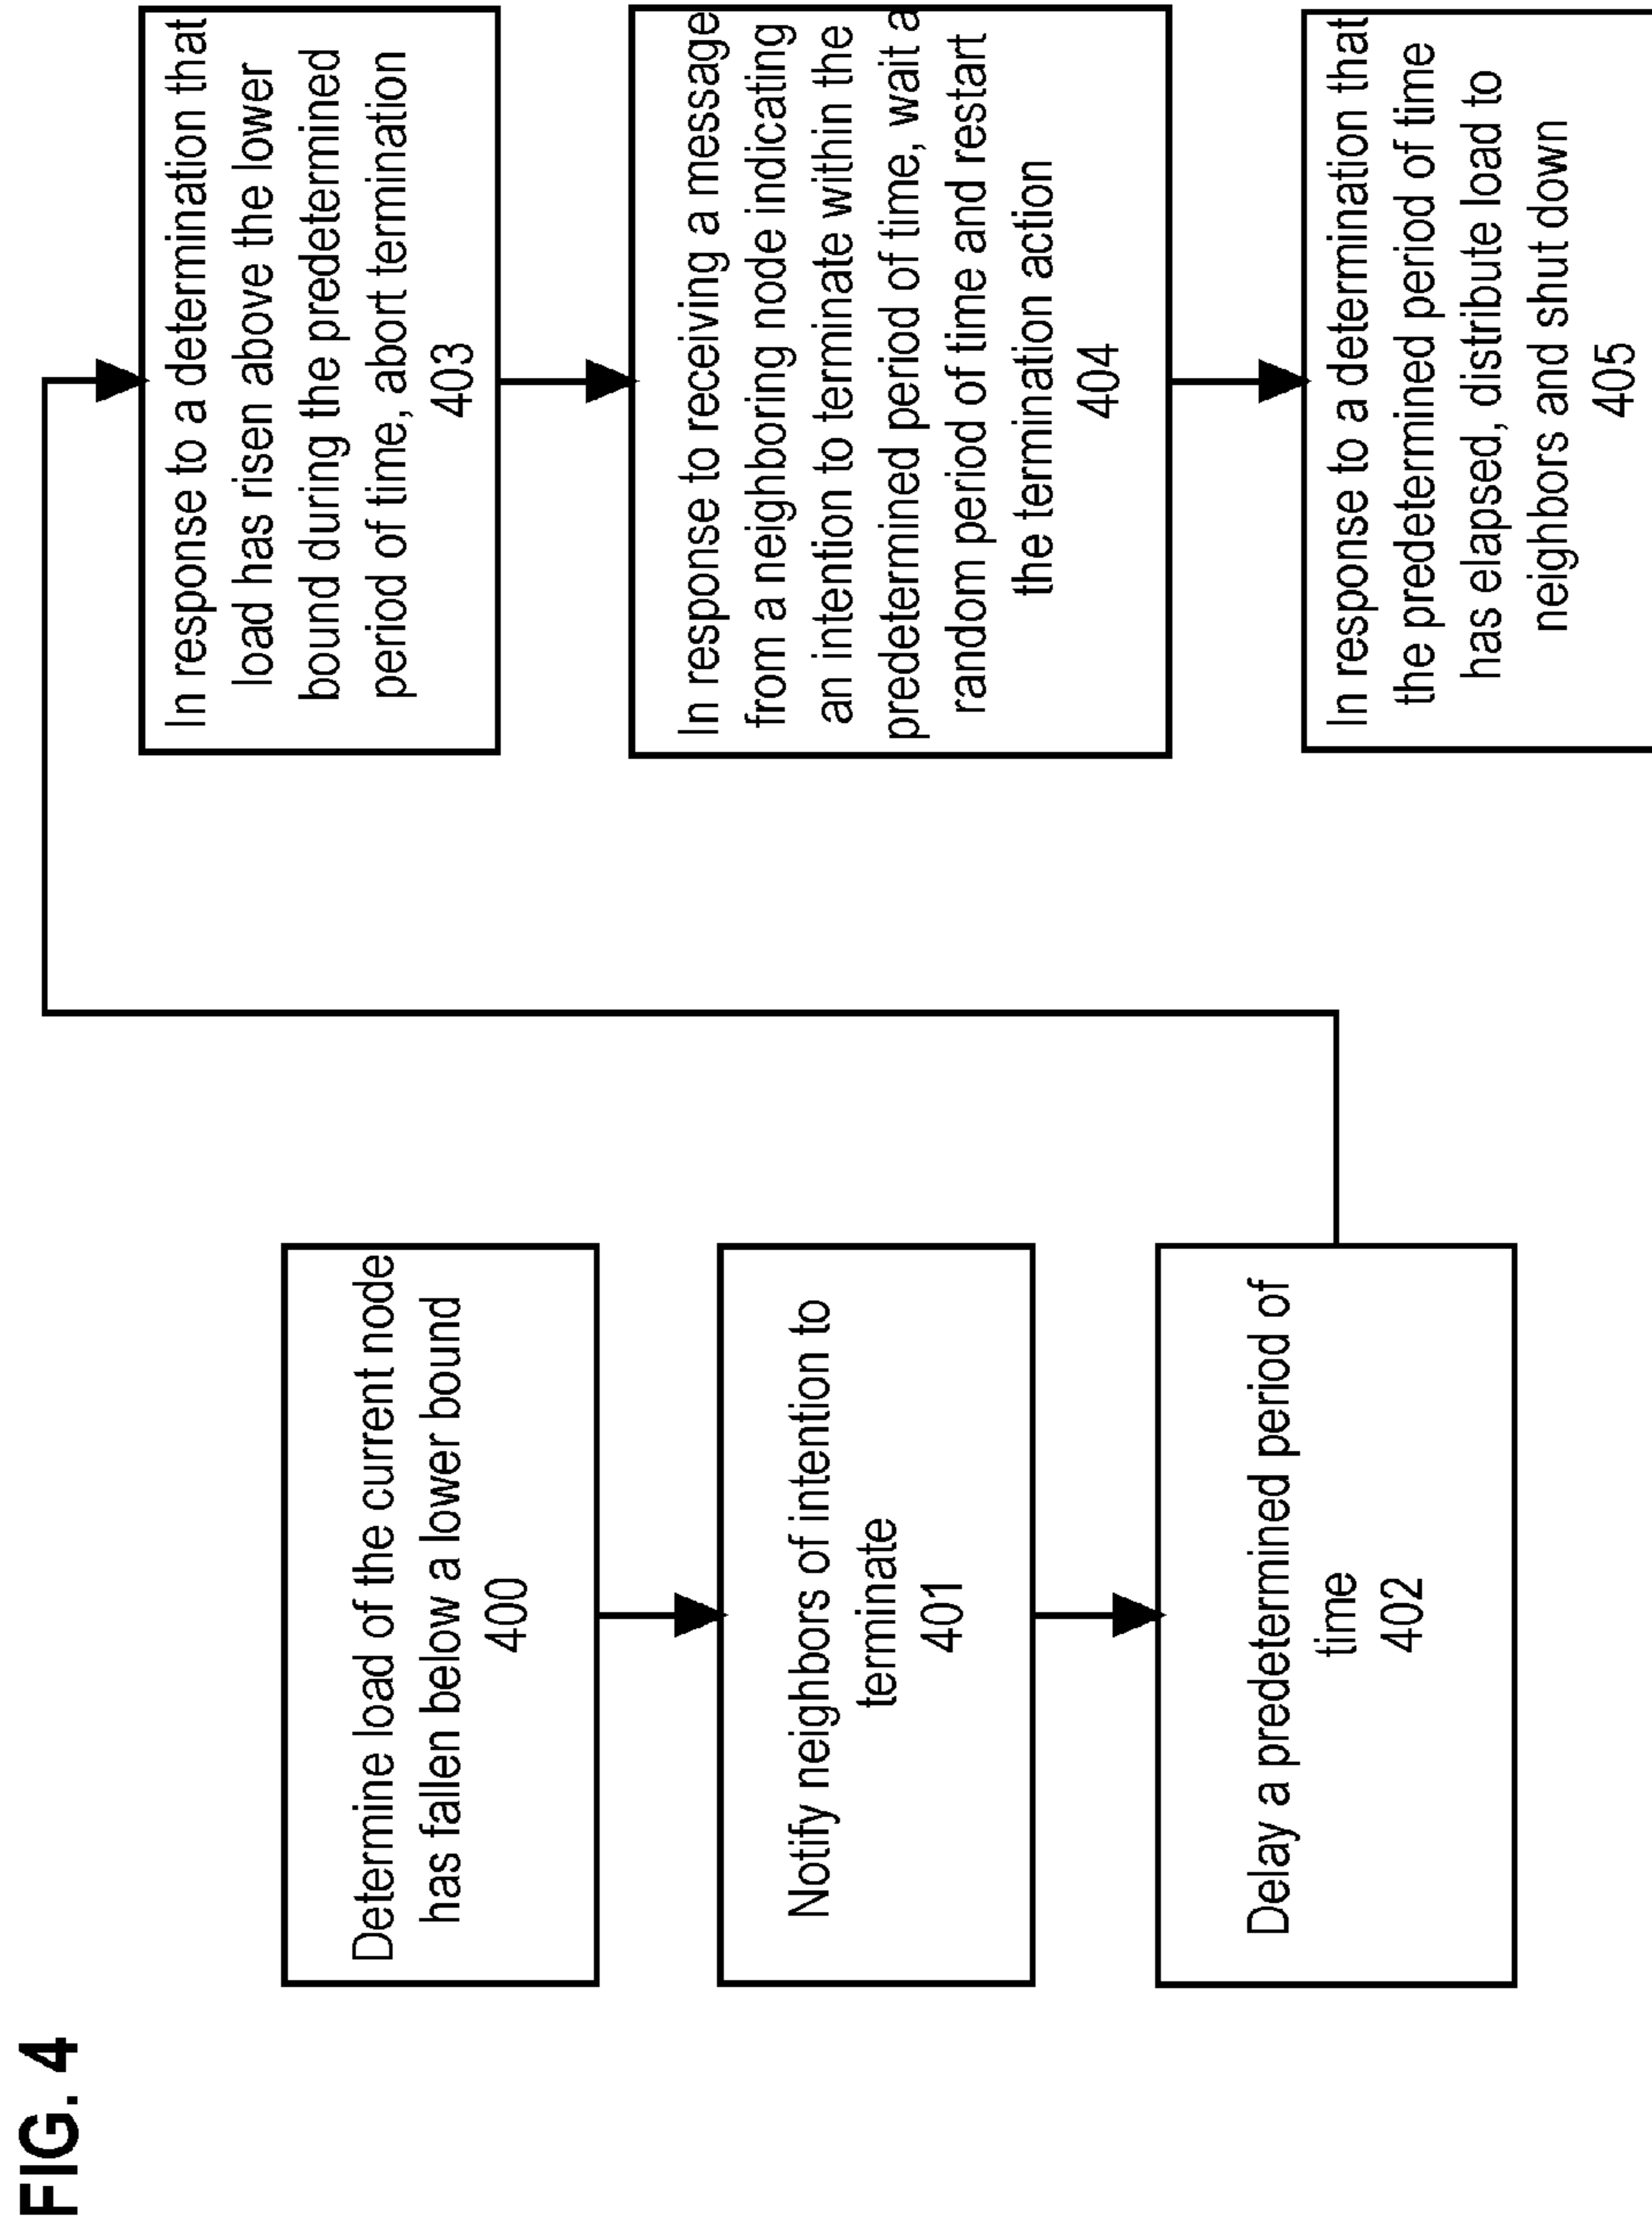 FIG. 4
Determine load of the current node
has fallen below a lower bound
400
Notify neighbors of intention to
terminate
401
Delay a predetermined period of
time
402
In response to a determination that
load has risen above the lower
bound during the predetermined
period of time, abort termination
403
In response to receiving a message
from a neighboring node indicating
an intention to terminate within the
predetermined period of time, wait a
random period of time and restart
the termination action
404
In response to a determination that
the predetermined period of time
has elapsed, distribute load to
neighbors and shut down
405